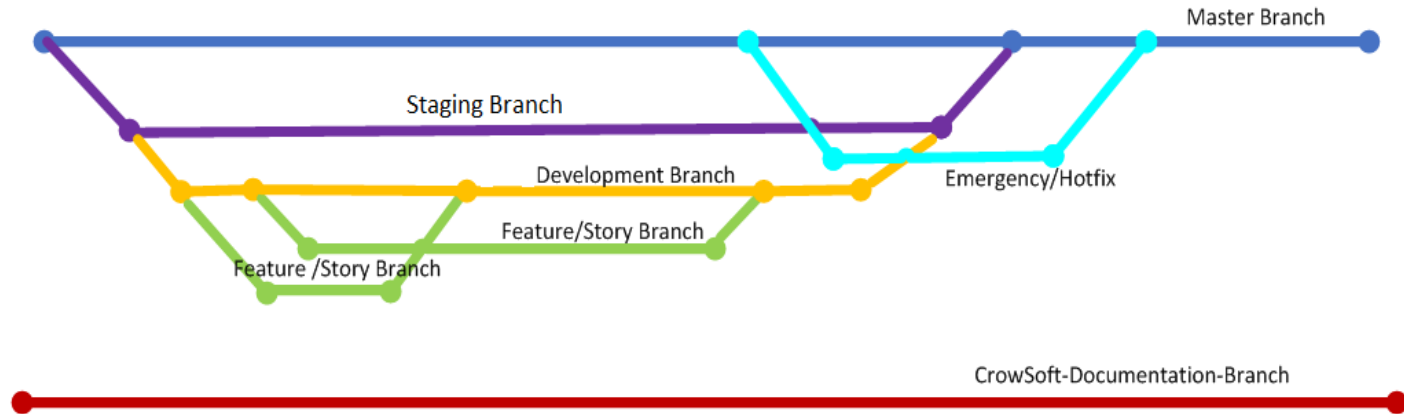 Master Branch
Staging Branch
Development Branch
Emergency/Hotfix
Feature/Story Branch
Feature /Story Branch
CrowSoft-Documentation-Branch